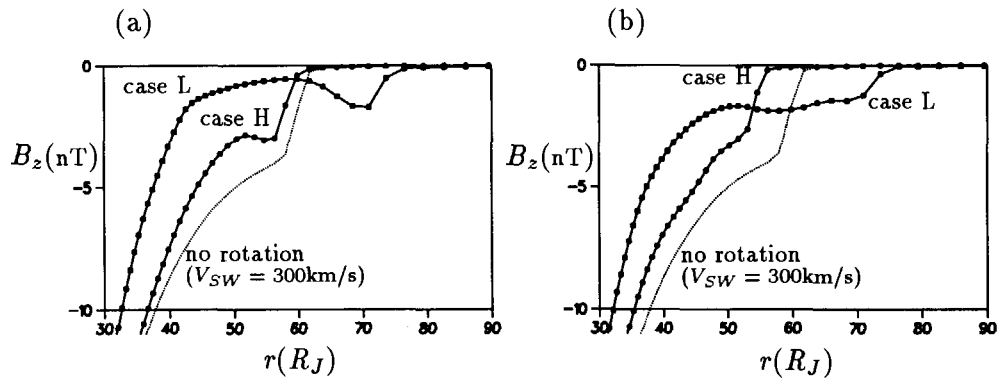 (a)
0
case L
case H
B_z(nT)
-5
no rotation
(V_SW = 300km/s)
-10
30 40 50 60 70 80 90
r(R_J)
(b)
0
case H
case L
B_z(nT)
-5
no rotation
(V_SW = 300km/s)
-10
30 40 50 60 70 80 90
r(R_J)